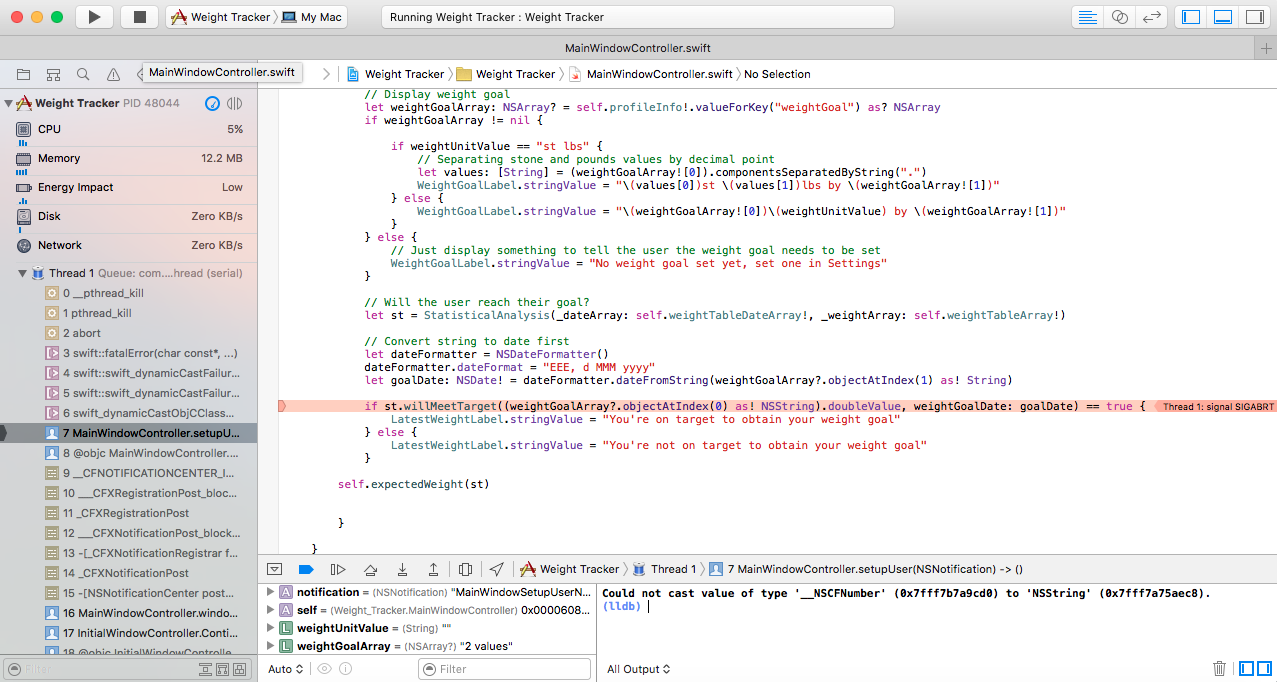 Weight Tracker
My Mac
Running Weight Tracker : Weight Tracker
MainWindowController.swift
MainWindowController.swift
Weight Tracker
Weight Tracker
MainWindowController.swift
No Selection
Weight Tracker PID 48044
CPU 5%
Memory 12.2 MB
Energy Impact Low
Disk Zero KB/s
Network Zero KB/s
Thread 1 Queue: com....hread (serial)
0 __pthread_kill
1 pthread_kill
2 abort
3 swift::fatalError(char const*, ...)
4 swift::swift_dynamicCastFailur...
5 swift::swift_dynamicCastFailur...
6 swift_dynamicCastObjCClass...
7 MainWindowController.setupU...
8 @objc MainWindowController....
9 __CFNOTIFICATIONCENTER_I...
10 ___CFXRegistrationPost_bloc...
11 _CFXRegistrationPost
12 ___CFXNotificationPost_block...
13 -[_CFXNotificationRegistrar f...
14 _CFXNotificationPost
15 -[NSNotificationCenter post...
16 MainWindowController.windo...
17 InitialWindowController.Conti...
18 @objc InitialWindowControlle...
Filter
// Display weight goal
let weightGoalArray: NSArray? = self.profileInfo!.valueForKey("weightGoal") as? NSArray
if weightGoalArray != nil {
if weightUnitValue == "st lbs" {
// Separating stone and pounds values by decimal point
let values: [String] = (weightGoalArray![0]).componentsSeparatedByString(".")
WeightGoalLabel.stringValue = "\(values[0])st \(values[1])lbs by \(weightGoalArray![1])"
} else {
WeightGoalLabel.stringValue = "\(weightGoalArray![0])\(weightUnitValue) by \(weightGoalArray![1])"
}
} else {
// Just display something to tell the user the weight goal needs to be set
WeightGoalLabel.stringValue = "No weight goal set yet, set one in Settings"
}
// Will the user reach their goal?
let st = StatisticalAnalysis(_dateArray: self.weightTableDateArray!, _weightArray: self.weightTableArray!)
// Convert string to date first
let dateFormatter = NSDateFormatter()
dateFormatter.dateFormat = "EEE, d MMM yyyy"
let goalDate: NSDate! = dateFormatter.dateFromString(weightGoalArray?.objectAtIndex(1) as! String)
if st.willMeetTarget((weightGoalArray?.objectAtIndex(0) as! NSString).doubleValue, weightGoalDate: goalDate) == true { Thread 1: signal SIGABRT
LatestWeightLabel.stringValue = "You're on target to obtain your weight goal"
} else {
LatestWeightLabel.stringValue = "You're not on target to obtain your weight goal"
}
self.expectedWeight(st)
}
}
Weight Tracker
Thread 1
7 MainWindowController.setupUser(NSNotification) -> ()
notification = (NSNotification) "MainWindowSetupUserN...
self = (Weight_Tracker.MainWindowController) 0x0000608...
weightUnitValue = (String) ""
weightGoalArray = (NSArray?) "2 values"
Auto
Filter
Could not cast value of type '__NSCFNumber' (0x7fff7b7a9cd0) to 'NSString' (0x7fff7a75aec8).
(lldb)
All Output